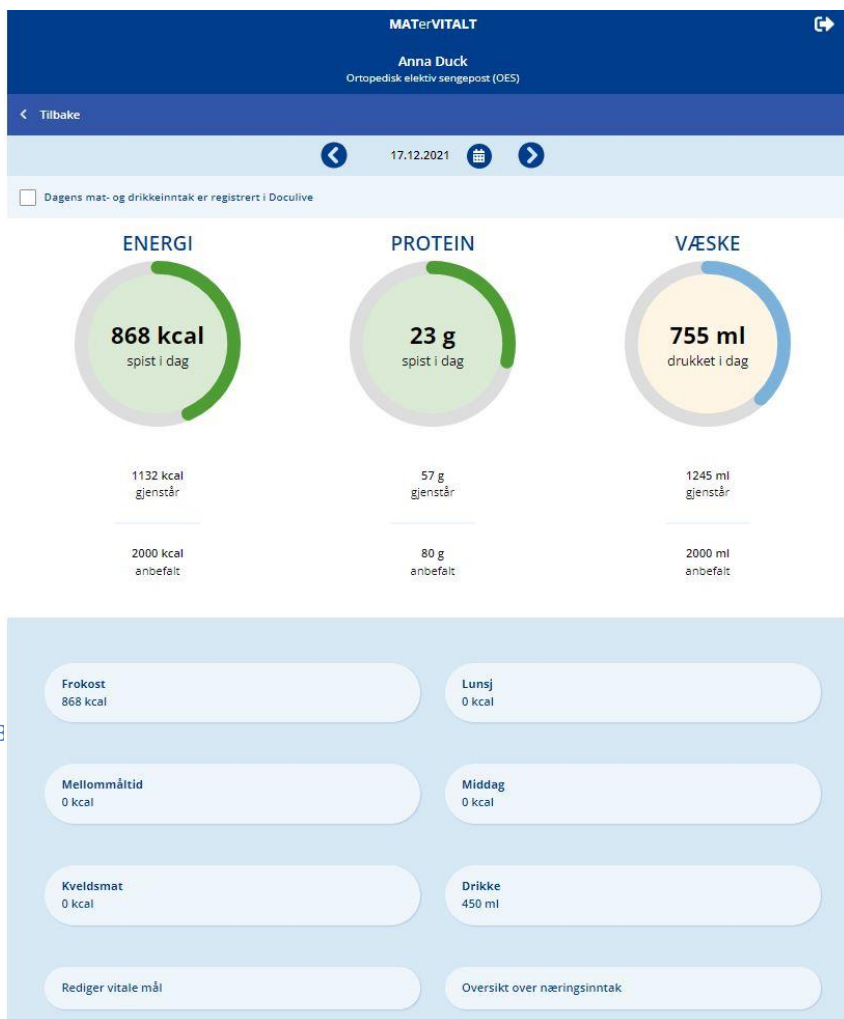 MATerVITALT
Anna Duck
Ortopedisk elektiv sengepost (OES)
Tilbake
17.12.2021
Dagens mat- og drikkeinntak er registrert i Doculive
ENERGI
868 kcal
spist i dag
1132 kcal
gjenstår
2000 kcal
anbefalt
PROTEIN
23 g
spist i dag
57 g
gjenstår
80 g
anbefalt
VÆSKE
755 ml
drukket i dag
1245 ml
gjenstår
2000 ml
anbefalt
Frokost
868 kcal
Lunsj
0 kcal
Mellommåltid
0 kcal
Middag
0 kcal
Kveldsmat
0 kcal
Drikke
450 ml
Rediger vitale mål
Oversikt over næringsinntak